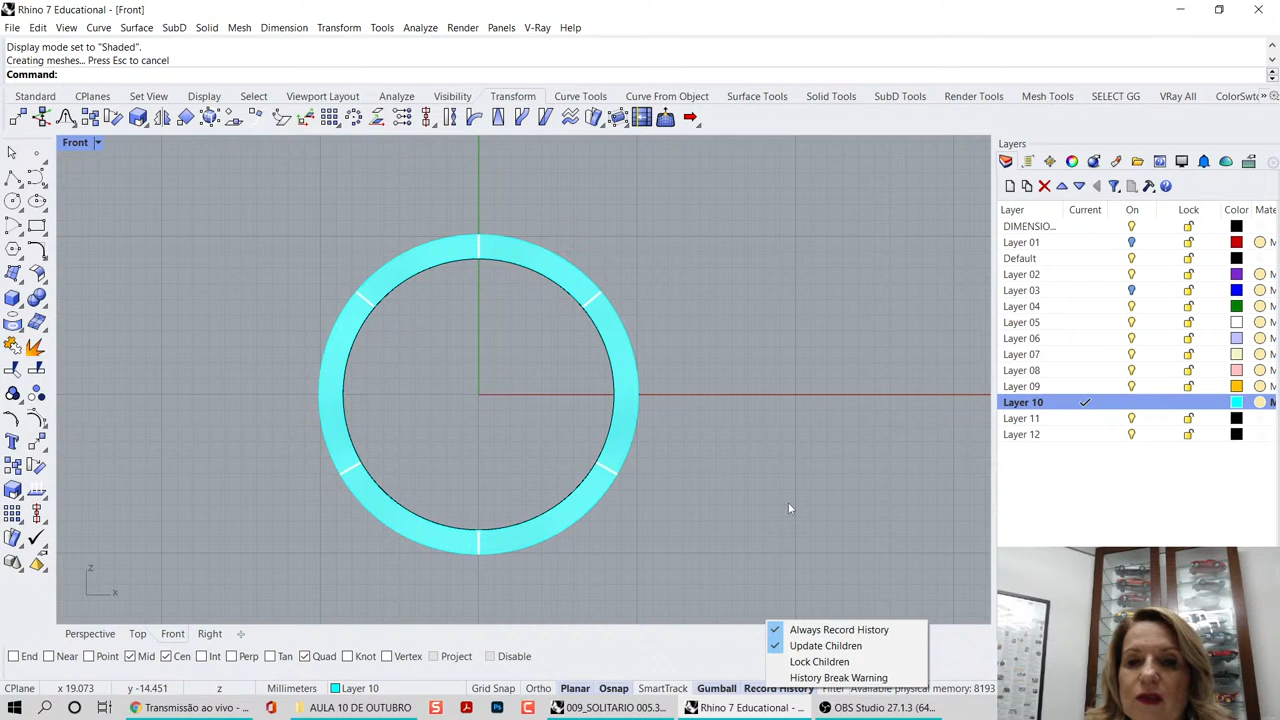 Rhino 7 Educational - [Front]
File Edit View Curve Surface SubD Solid Mesh Dimension Transform Tools Analyze Render Panels V-Ray Help
Display mode set to "Shaded".
Creating meshes... Press Esc to cancel
Command:
Standard CPlanes Set View Display Select Viewport Layout Analyze Visibility Transform Curve Tools Curve From Object Surface Tools Solid Tools SubD Tools Render Tools Mesh Tools SELECT GG VRay All ColorSwto
Front
Layers
Layer Current On Lock Color Mate
DIMENSIO...
Layer 01
Default
Layer 02
Layer 03
Layer 04
Layer 05
Layer 06
Layer 07
Layer 08
Layer 09
Layer 10
Layer 11
Layer 12
z
x
Perspective Top Front Right
Always Record History
Update Children
Lock Children
History Break Warning
End Near Point Mid Cen Int Perp Tan Quad Knot Vertex Project Disable
CPlane x 19.073 y -14.451 z Millimeters Layer 10 Grid Snap Ortho Planar Osnap SmartTrack Gumball Record History Filter Available physical memory: 8193
Transmissão ao vivo - ... AULA 10 DE OUTUBRO 009_SOLITARIO 005.3... Rhino 7 Educational - ... OBS Studio 27.1.3 (64...